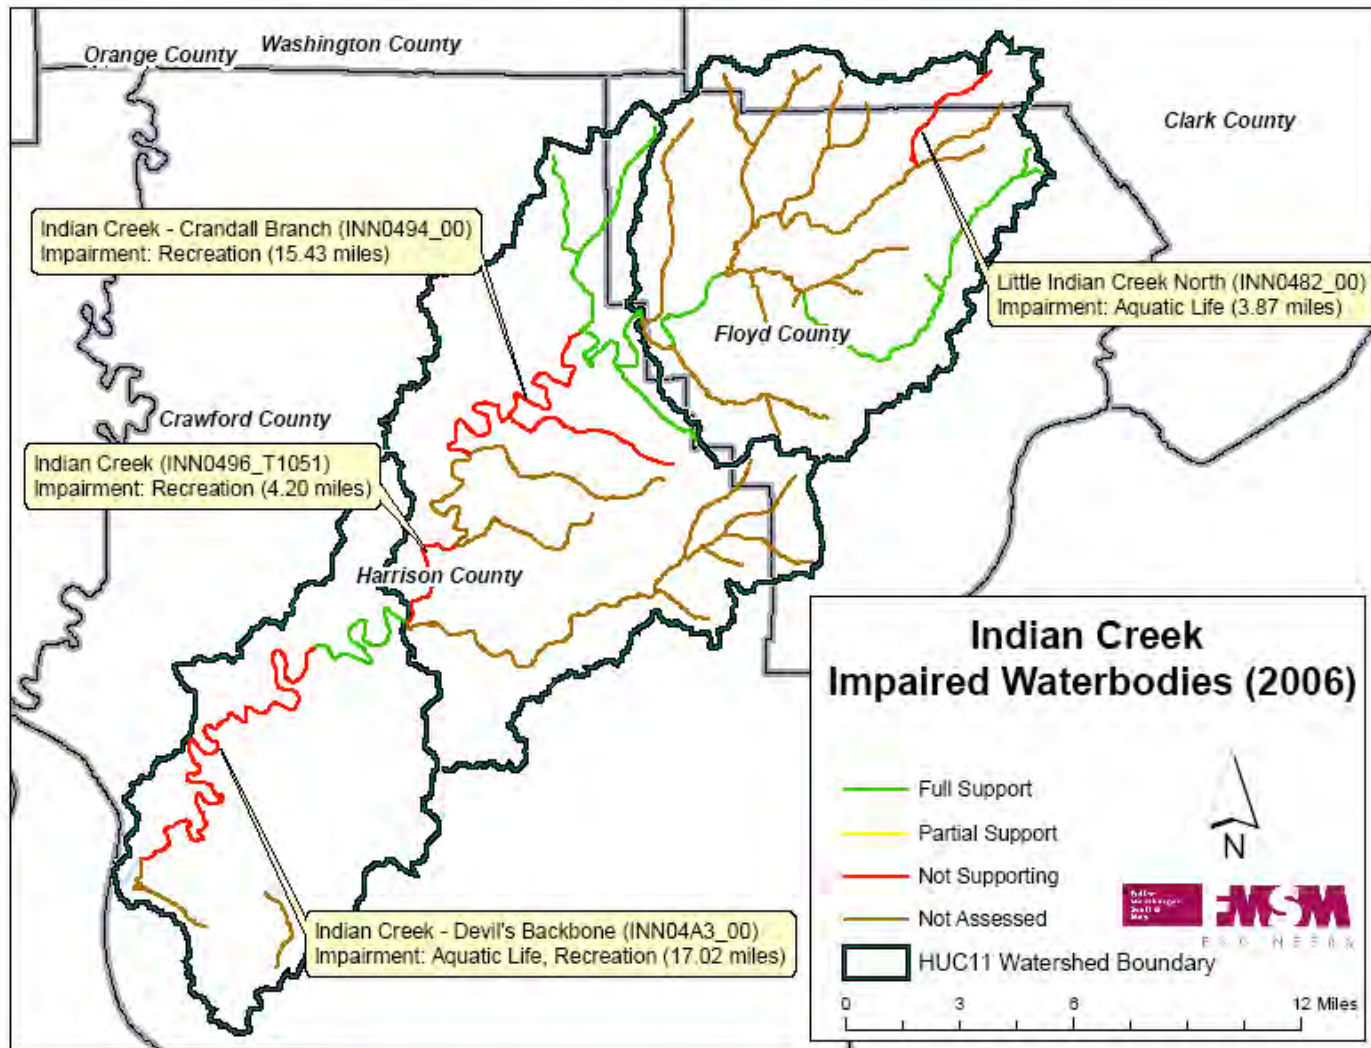 Orange County
Washington County
Clark County
Indian Creek - Crandall Branch (INN0494_00)
Impairment: Recreation (15.43 miles)
Little Indian Creek North (INN0482_00)
Impairment: Aquatic Life (3.87 miles)
Floyd County
Crawford County
Indian Creek (INN0496_T1051)
Impairment: Recreation (4.20 miles)
Harrison County
Indian Creek - Devil's Backbone (INN04A3_00)
Impairment: Aquatic Life, Recreation (17.02 miles)
Indian Creek
Impaired Waterbodies (2006)
Full Support
Partial Support
Not Supporting
Not Assessed
HUC11 Watershed Boundary
N
FMSM
ENGINEERS
0 3 6 12 Miles